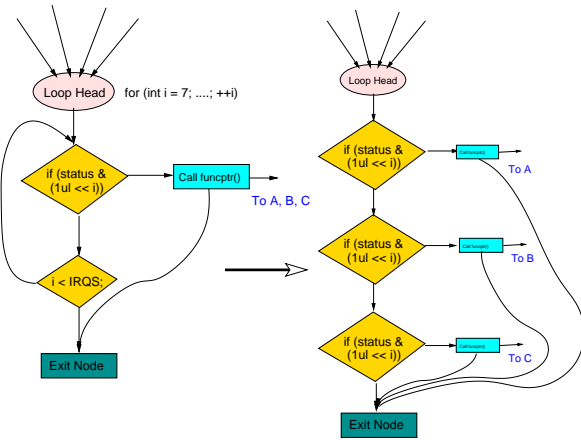 Loop Head
for (int i = 7; ....; ++i)
if (status &
(1ul << i))
Call funcptr()
To A, B, C
i < IRQS;
Exit Node
Loop Head
if (status &
(1ul << i))
Call funcptr()
To A
if (status &
(1ul << i))
Call funcptr()
To B
if (status &
(1ul << i))
Call funcptr()
To C
Exit Node